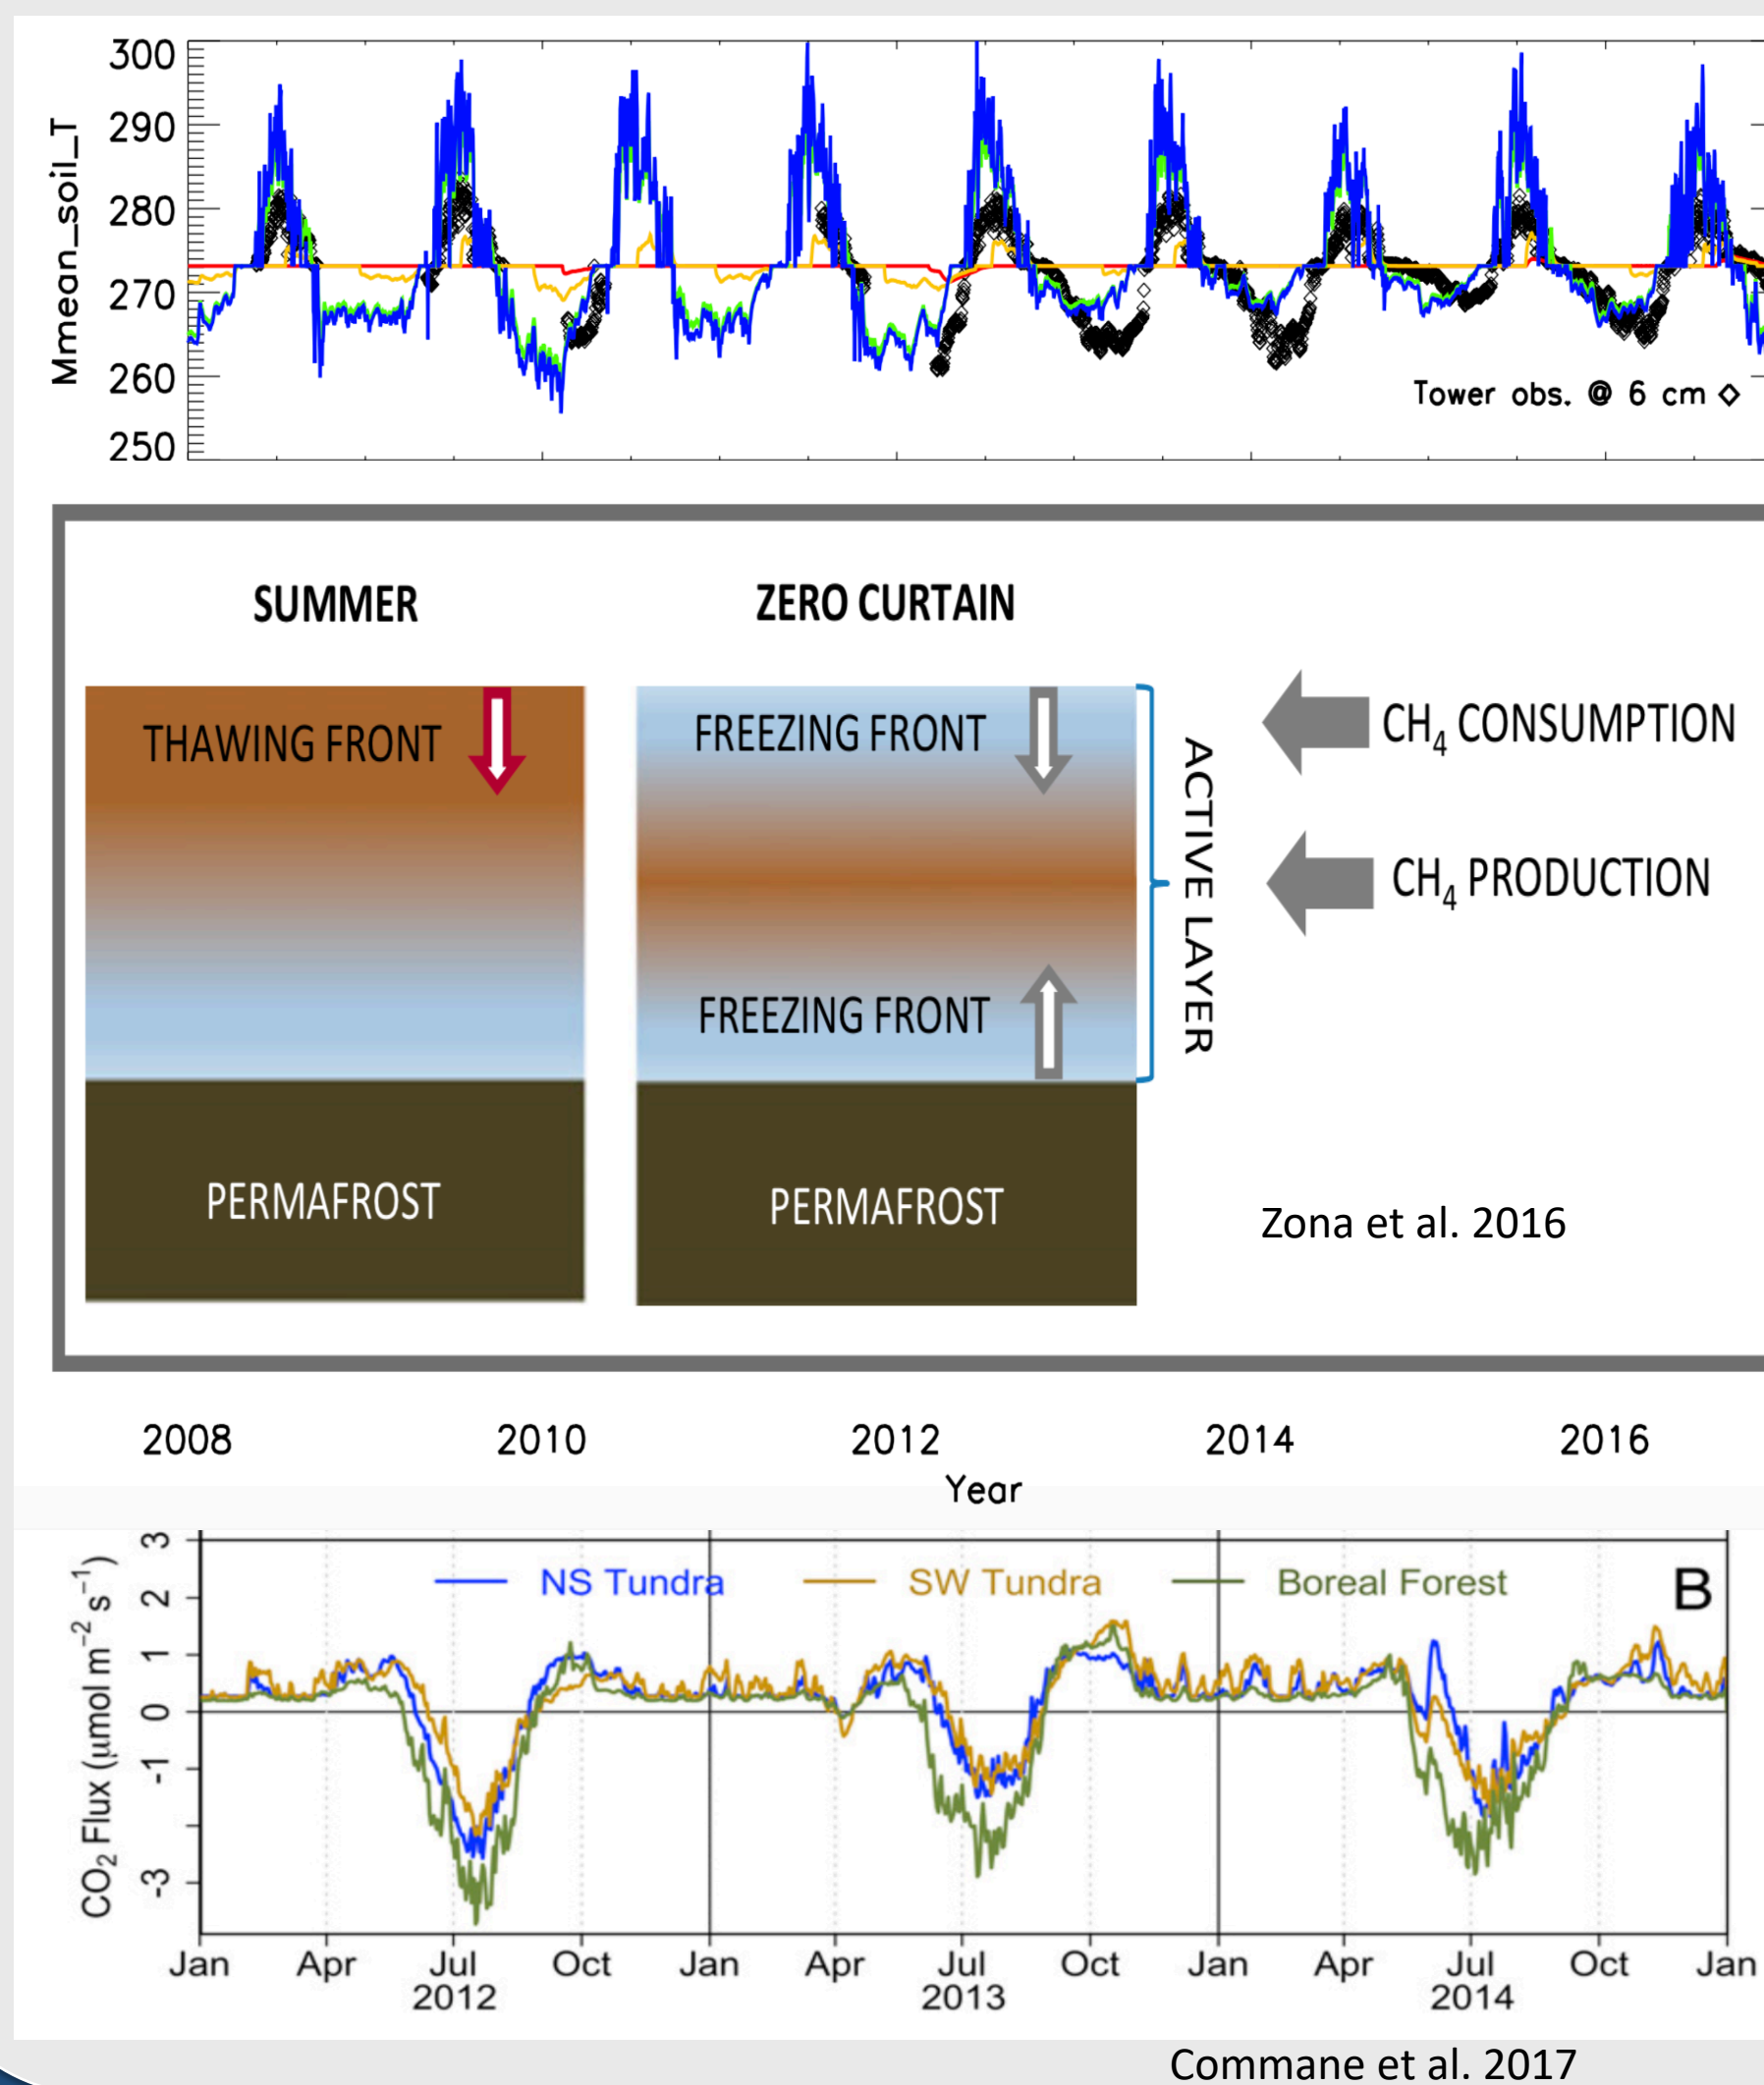 300
290
280
270
260
250
Mmean_soil_T
Tower obs. @ 6 cm ◇
SUMMER
ZERO CURTAIN
THAWING FRONT
FREEZING FRONT
CH₄ CONSUMPTION
CH₄ PRODUCTION
ACTIVE LAYER
FREEZING FRONT
PERMAFROST
PERMAFROST
Zona et al. 2016
2008 2010 2012 2014 2016
Year
3
2
1
0
-1
-3
CO₂ Flux (μmol m⁻² s⁻¹)
NS Tundra SW Tundra Boreal Forest
B
Jan Apr Jul Oct Jan Apr Jul Oct Jan Apr Jul Oct Jan
2012 2013 2014
Commane et al. 2017